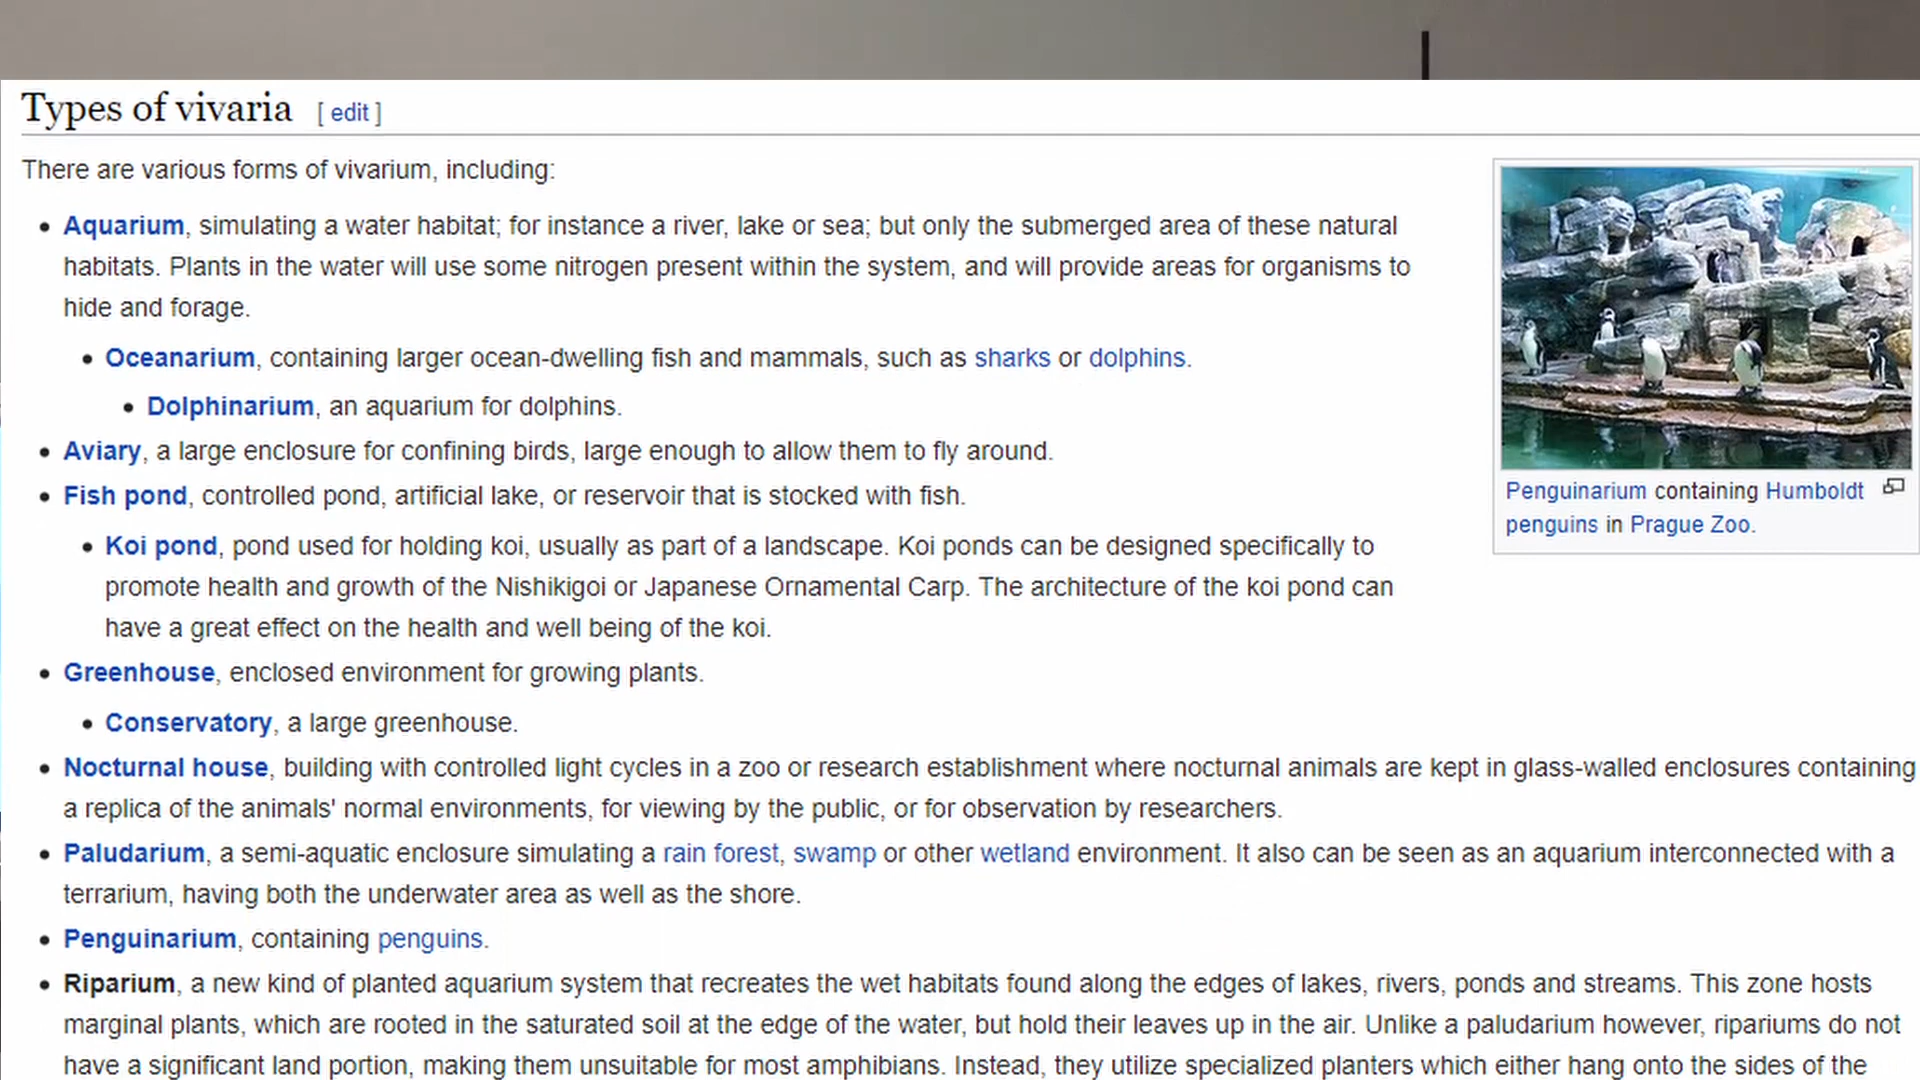 Types of vivaria [ edit ]
There are various forms of vivarium, including:
Aquarium, simulating a water habitat; for instance a river, lake or sea; but only the submerged area of these natural
habitats. Plants in the water will use some nitrogen present within the system, and will provide areas for organisms to
hide and forage.
Oceanarium, containing larger ocean-dwelling fish and mammals, such as sharks or dolphins.
Dolphinarium, an aquarium for dolphins.
Aviary, a large enclosure for confining birds, large enough to allow them to fly around.
Fish pond, controlled pond, artificial lake, or reservoir that is stocked with fish.
Koi pond, pond used for holding koi, usually as part of a landscape. Koi ponds can be designed specifically to
promote health and growth of the Nishikigoi or Japanese Ornamental Carp. The architecture of the koi pond can
have a great effect on the health and well being of the koi.
Greenhouse, enclosed environment for growing plants.
Conservatory, a large greenhouse.
Nocturnal house, building with controlled light cycles in a zoo or research establishment where nocturnal animals are kept in glass-walled enclosures containing
a replica of the animals' normal environments, for viewing by the public, or for observation by researchers.
Paludarium, a semi-aquatic enclosure simulating a rain forest, swamp or other wetland environment. It also can be seen as an aquarium interconnected with a
terrarium, having both the underwater area as well as the shore.
Penguinarium, containing penguins.
Riparium, a new kind of planted aquarium system that recreates the wet habitats found along the edges of lakes, rivers, ponds and streams. This zone hosts
marginal plants, which are rooted in the saturated soil at the edge of the water, but hold their leaves up in the air. Unlike a paludarium however, ripariums do not
have a significant land portion, making them unsuitable for most amphibians. Instead, they utilize specialized planters which either hang onto the sides of the
Penguinarium containing Humboldt
penguins in Prague Zoo.